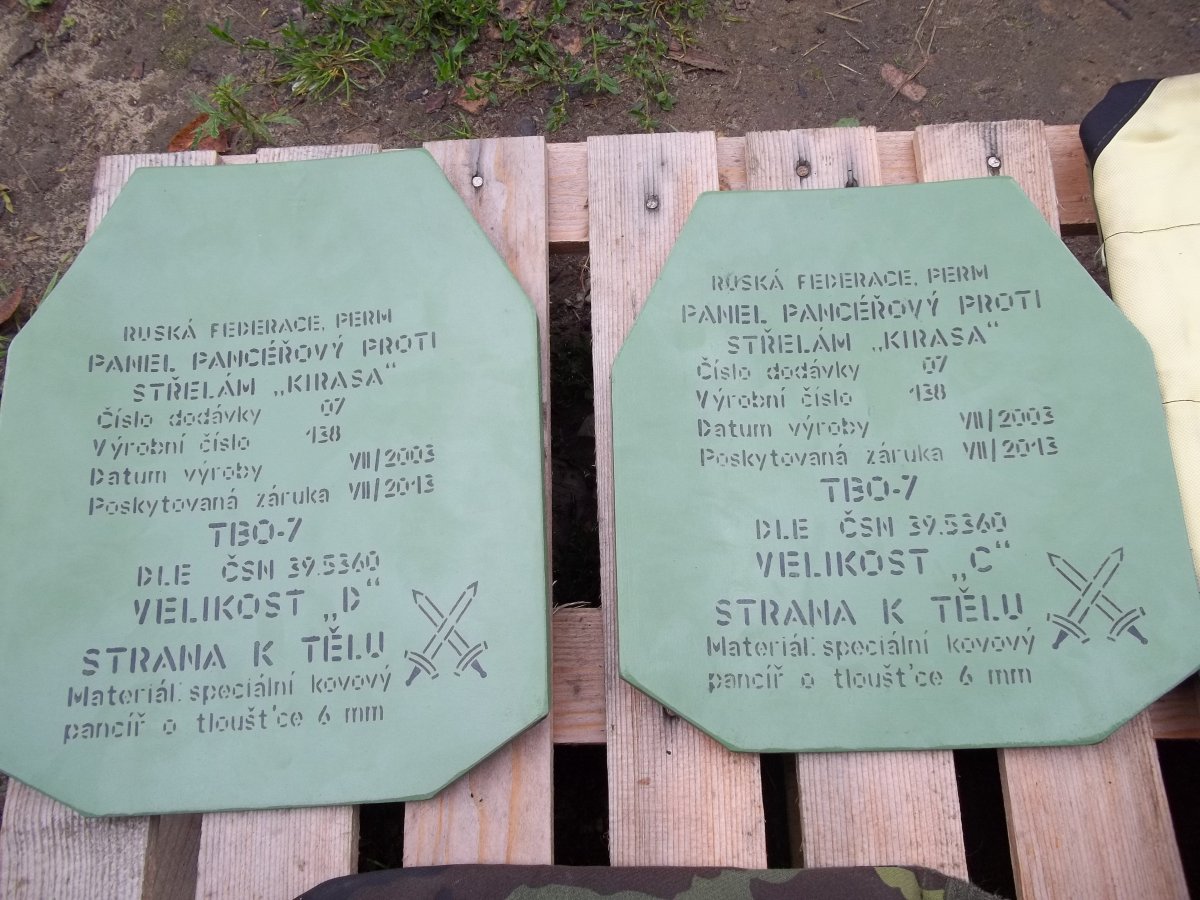 RUSKÁ FEDERACE, PERM
PANEL PANCÉŘOVÝ PROTI
STŘELÁM „KIRASA“
Číslo dodávky 07
Výrobní číslo 138
Datum výroby VII/2003
Poskytovaná záruka VII/2013
TBO-7
DLE ČSN 39.5360
VELIKOST „D“
STRANA K TĚLU
Materiál: speciální kovový
pancíř o tloušťce 6 mm
RUSKÁ FEDERACE, PERM
PANEL PANCÉŘOVÝ PROTI
STŘELÁM „KIRASA“
Číslo dodávky 07
Výrobní číslo 138
Datum výroby VII/2003
Poskytovaná záruka VII/2013
TBO-7
DLE ČSN 39.5360
VELIKOST „C“
STRANA K TĚLU
Materiál: speciální kovový
pancíř o tloušťce 6 mm